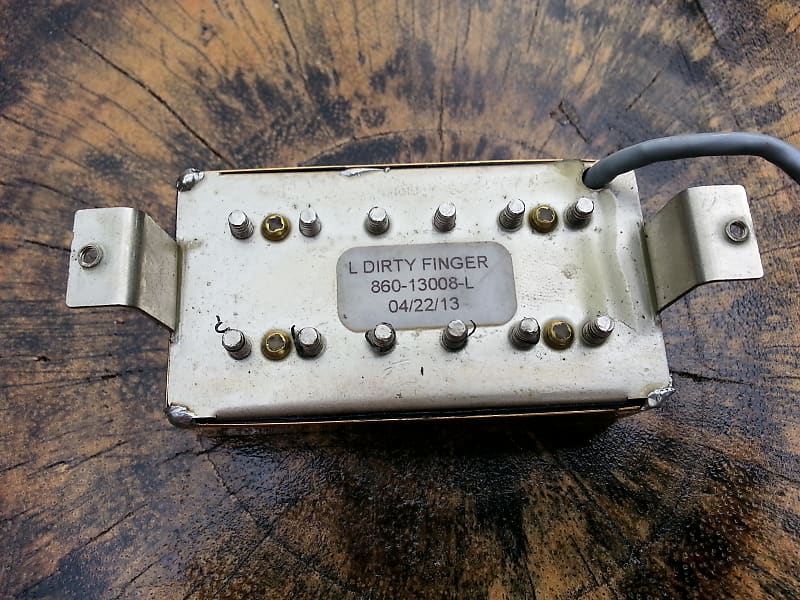 L DIRTY FINGER
860-13008-L
04/22/13